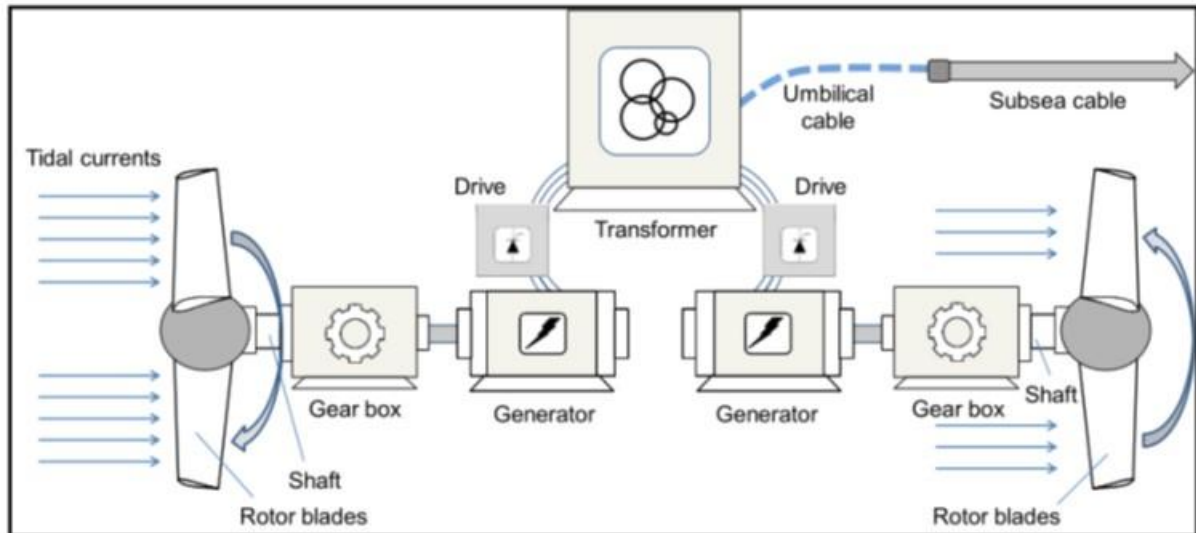 Umbilical
cable
Subsea cable
Tidal currents
Drive
Drive
Transformer
Gear box
Generator
Generator
Gear box
Shaft
Shaft
Rotor blades
Rotor blades